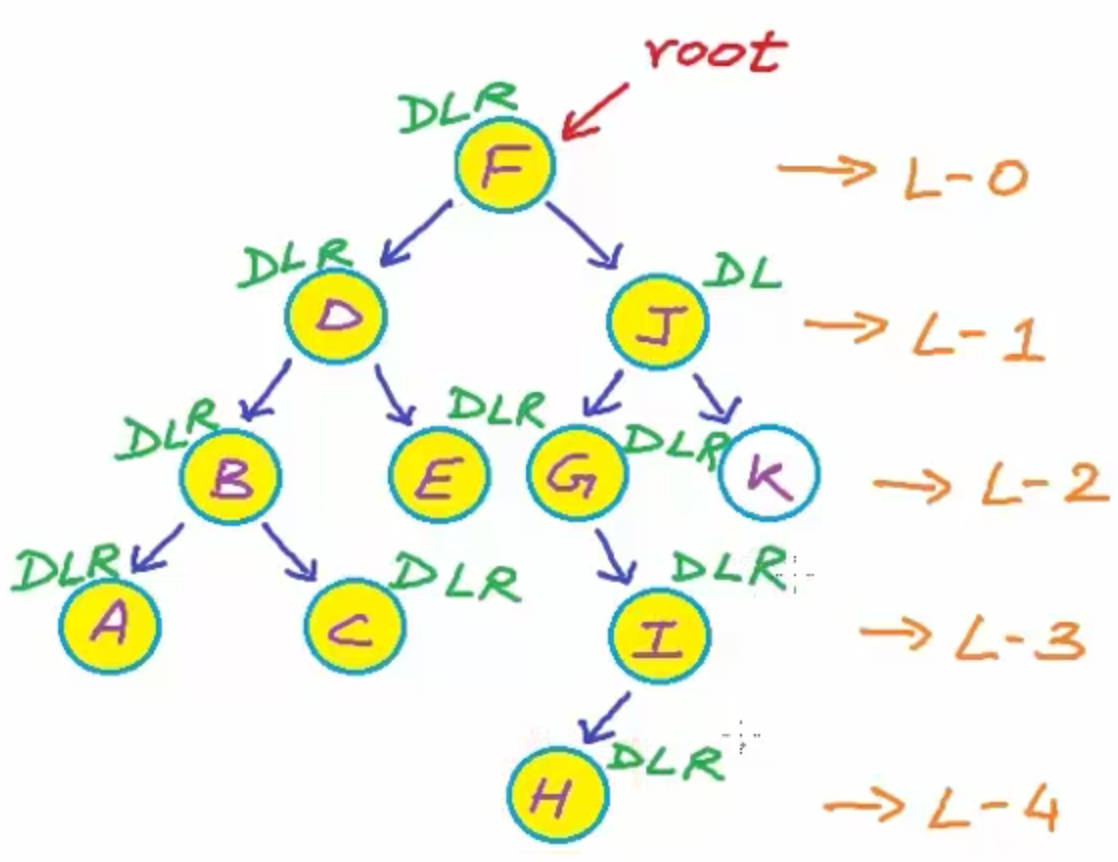 root
DLR
F
L-0
DLR
D
DL
J
L-1
DLR
B
DLR
E
DLR
G
K
L-2
DLR
A
DLR
C
DLR
I
L-3
DLR
H
L-4